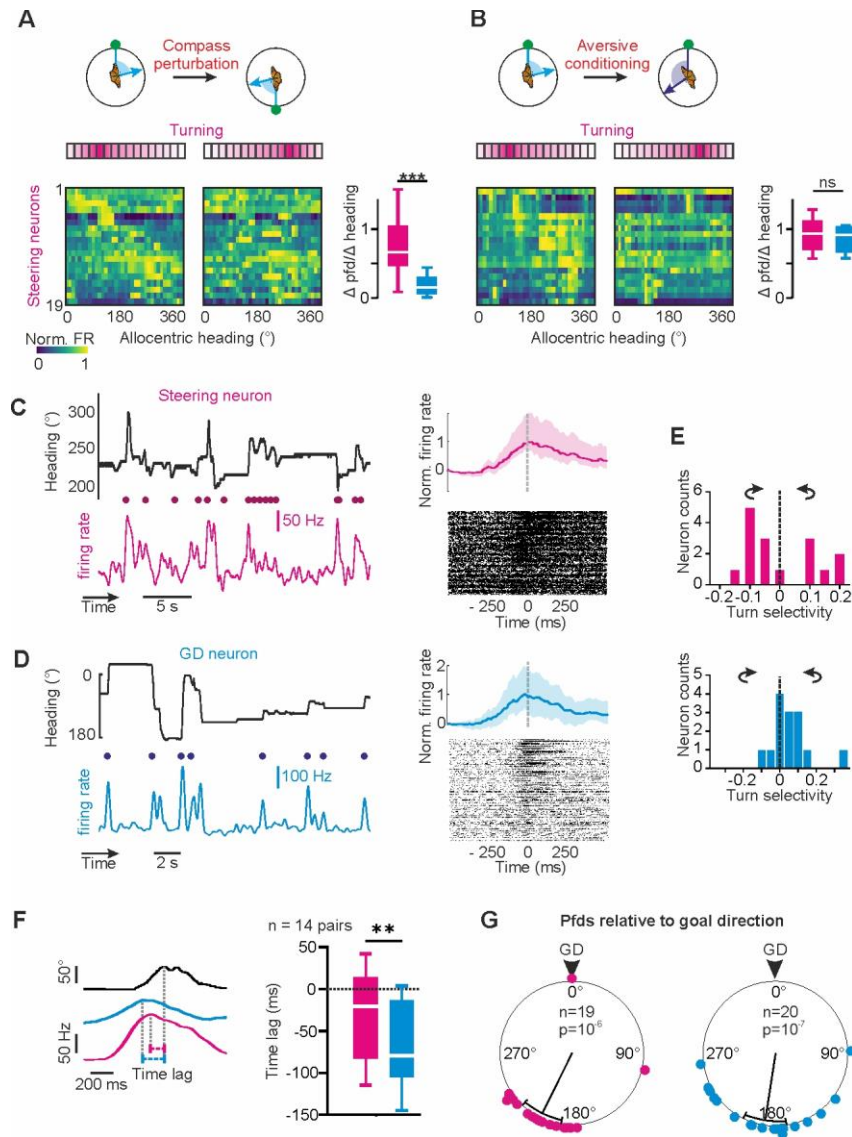 A
Compass
perturbation
Turning
Steering neurons
1
19
0 180 360 0 180 360
Allocentric heading (°)
Norm. FR
0 1
Δ pfd/Δ heading
1
0
***
B
Aversive
conditioning
Turning
0 180 360 0 180 360
Allocentric heading (°)
Δ pfd/Δ heading
1
0
ns
C
Steering neuron
Heading (°)
300
250
200
50 Hz
firing rate
Time
5 s
Norm. firing rate
1
0
- 250 0 250
Time (ms)
D
GD neuron
Heading (°)
0
180
100 Hz
firing rate
Time
2 s
Norm. firing rate
2
1
0
- 250 0 250
Time (ms)
E
Neuron counts
6
4
2
0
-0.2 -0.1 0 0.1 0.2
Turn selectivity
Neuron counts
5
4
3
2
1
0
-0.2 0 0.2
Turn selectivity
F
50°
50 Hz
200 ms
Time lag
n = 14 pairs
**
Time lag (ms)
50
0
-50
-100
-150
G
Pfds relative to goal direction
GD
0°
n=19
p=10⁻⁶
270° 90°
180°
GD
0°
n=20
p=10⁻⁷
270° 90°
180°